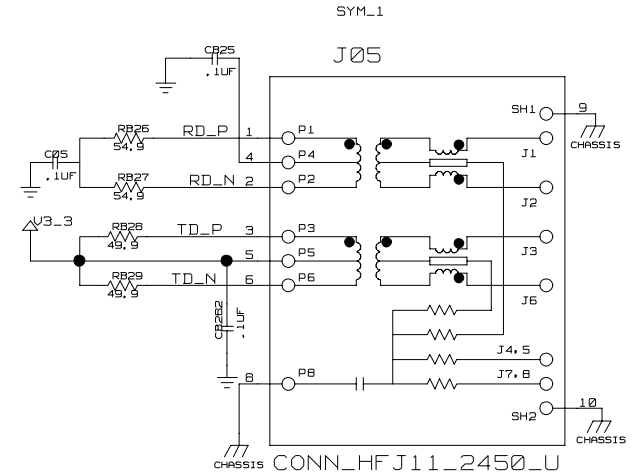 SYM_1
J05
CB25
.1UF
SH1
9
CHASSIS
RB26
54.9
RD_P
1
P1
J1
C05
.1UF
4
P4
RB27
54.9
RD_N
2
P2
J2
V3_3
RB28
49.9
TD_P
3
P3
J3
5
P5
RB29
49.9
TD_N
6
P6
J6
CB262
.1UF
J4,5
8
P8
J7,8
SH2
10
CHASSIS
CHASSIS
CONN_HFJ11_2450_U